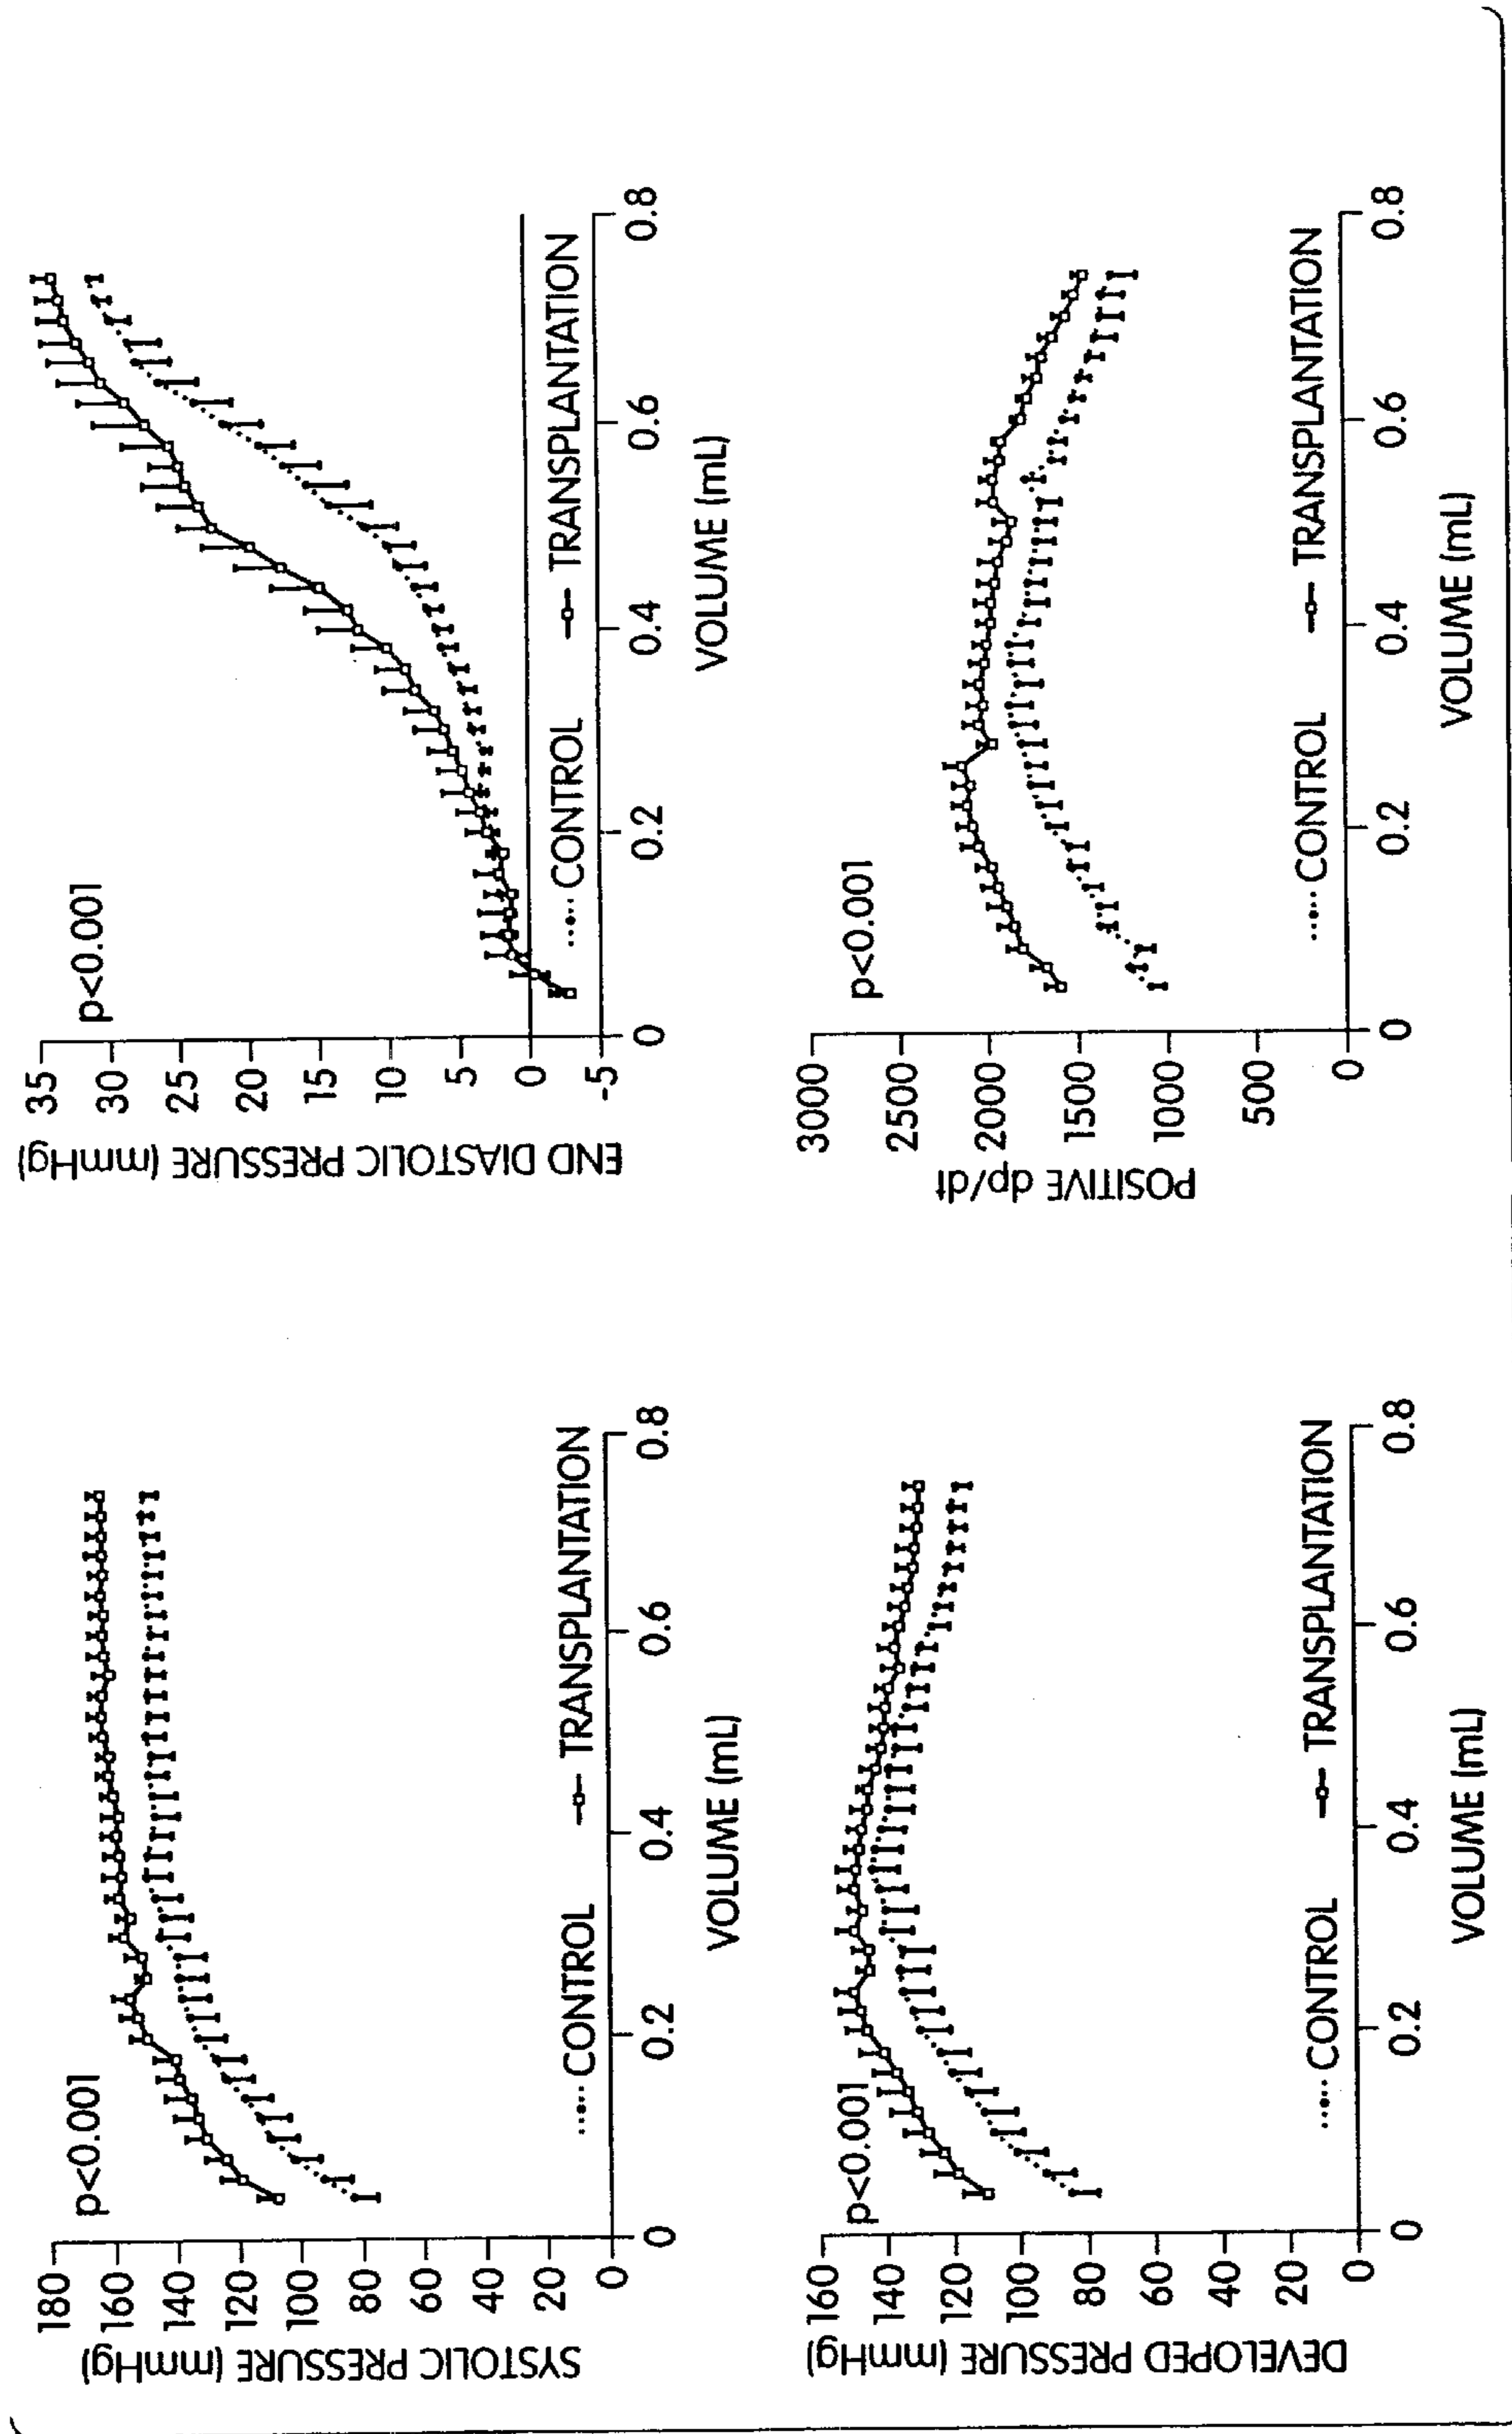 SYSTOLIC PRESSURE (mmHg)
180
160
140
120
100
80
60
40
20
0
p<0.001
CONTROL
TRANSPLANTATION
0
0.2
0.4
0.6
0.8
VOLUME (mL)
END DIASTOLIC PRESSURE (mmHg)
35
30
25
20
15
10
5
0
-5
p<0.001
CONTROL
TRANSPLANTATION
0
0.2
0.4
0.6
0.8
VOLUME (mL)
DEVELOPED PRESSURE (mmHg)
160
140
120
100
80
60
40
20
0
p<0.001
CONTROL
TRANSPLANTATION
0
0.2
0.4
0.6
0.8
VOLUME (mL)
POSITIVE dp/dt
3000
2500
2000
1500
1000
500
0
p<0.001
CONTROL
TRANSPLANTATION
0
0.2
0.4
0.6
0.8
VOLUME (mL)